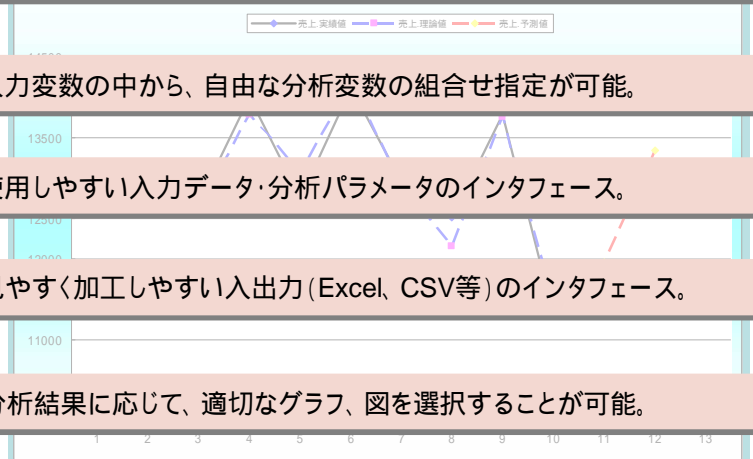 売上.実績値 売上.理論値 売上.予測値
力変数の中から、自由な分析変数の組合せ指定が可能。
13500
用しやすい入力データ・分析パラメータのインタフェース。
12500
やすく加工しやすい入出力(Excel、CSV等)のインタフェース。
11000
析結果に応じて、適切なグラフ、図を選択することが可能。
1 2 3 4 5 6 7 8 9 10 11 12 13